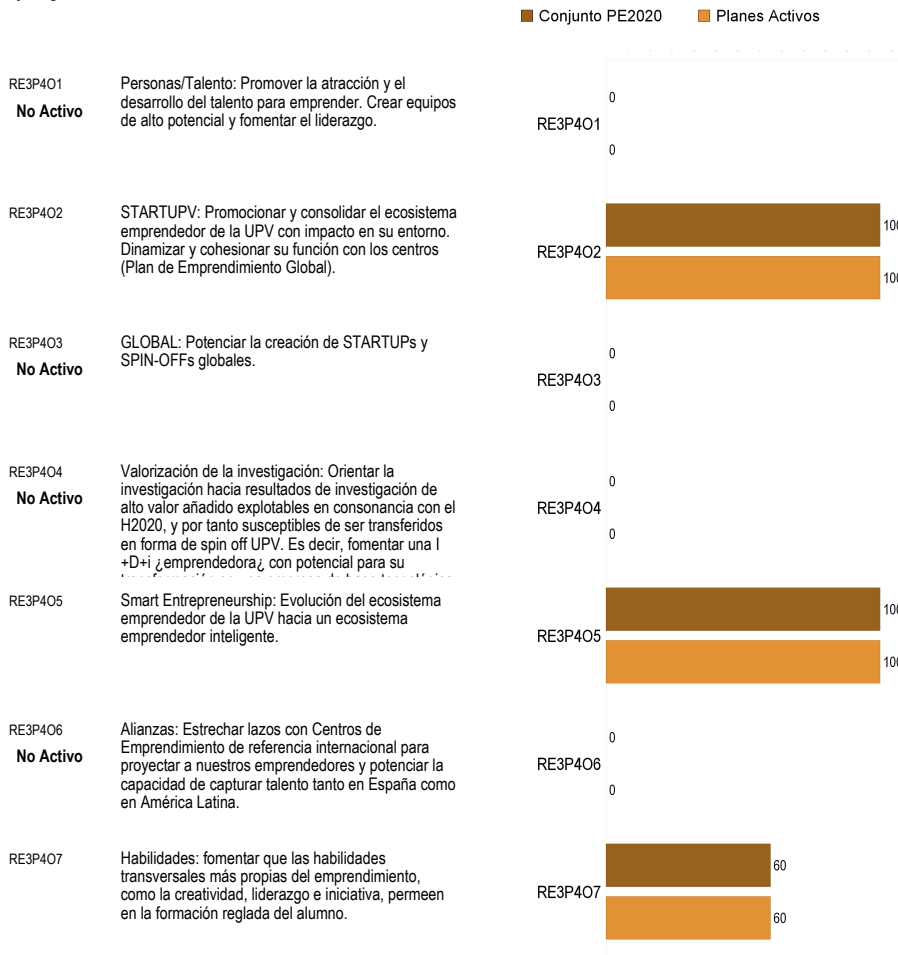 Conjunto PE2020
Planes Activos
RE3P4O1
No Activo
Personas/Talento: Promover la atracción y el
desarrollo del talento para emprender. Crear equipos
de alto potencial y fomentar el liderazgo.
RE3P4O1
0
0
RE3P4O2
STARTUPV: Promocionar y consolidar el ecosistema
emprendedor de la UPV con impacto en su entorno.
Dinamizar y cohesionar su función con los centros
(Plan de Emprendimiento Global).
RE3P4O2
100
100
RE3P4O3
No Activo
GLOBAL: Potenciar la creación de STARTUPs y
SPIN-OFFs globales.
RE3P4O3
0
0
RE3P4O4
No Activo
Valorización de la investigación: Orientar la
investigación hacia resultados de investigación de
alto valor añadido explotables en consonancia con el
H2020, y por tanto susceptibles de ser transferidos
en forma de spin off UPV. Es decir, fomentar una I
+D+i ¿emprendedora¿ con potencial para su
RE3P4O4
0
0
RE3P4O5
Smart Entrepreneurship: Evolución del ecosistema
emprendedor de la UPV hacia un ecosistema
emprendedor inteligente.
RE3P4O5
100
100
RE3P4O6
No Activo
Alianzas: Estrechar lazos con Centros de
Emprendimiento de referencia internacional para
proyectar a nuestros emprendedores y potenciar la
capacidad de capturar talento tanto en España como
en América Latina.
RE3P4O6
0
0
RE3P4O7
Habilidades: fomentar que las habilidades
transversales más propias del emprendimiento,
como la creatividad, liderazgo e iniciativa, permeen
en la formación reglada del alumno.
RE3P4O7
60
60